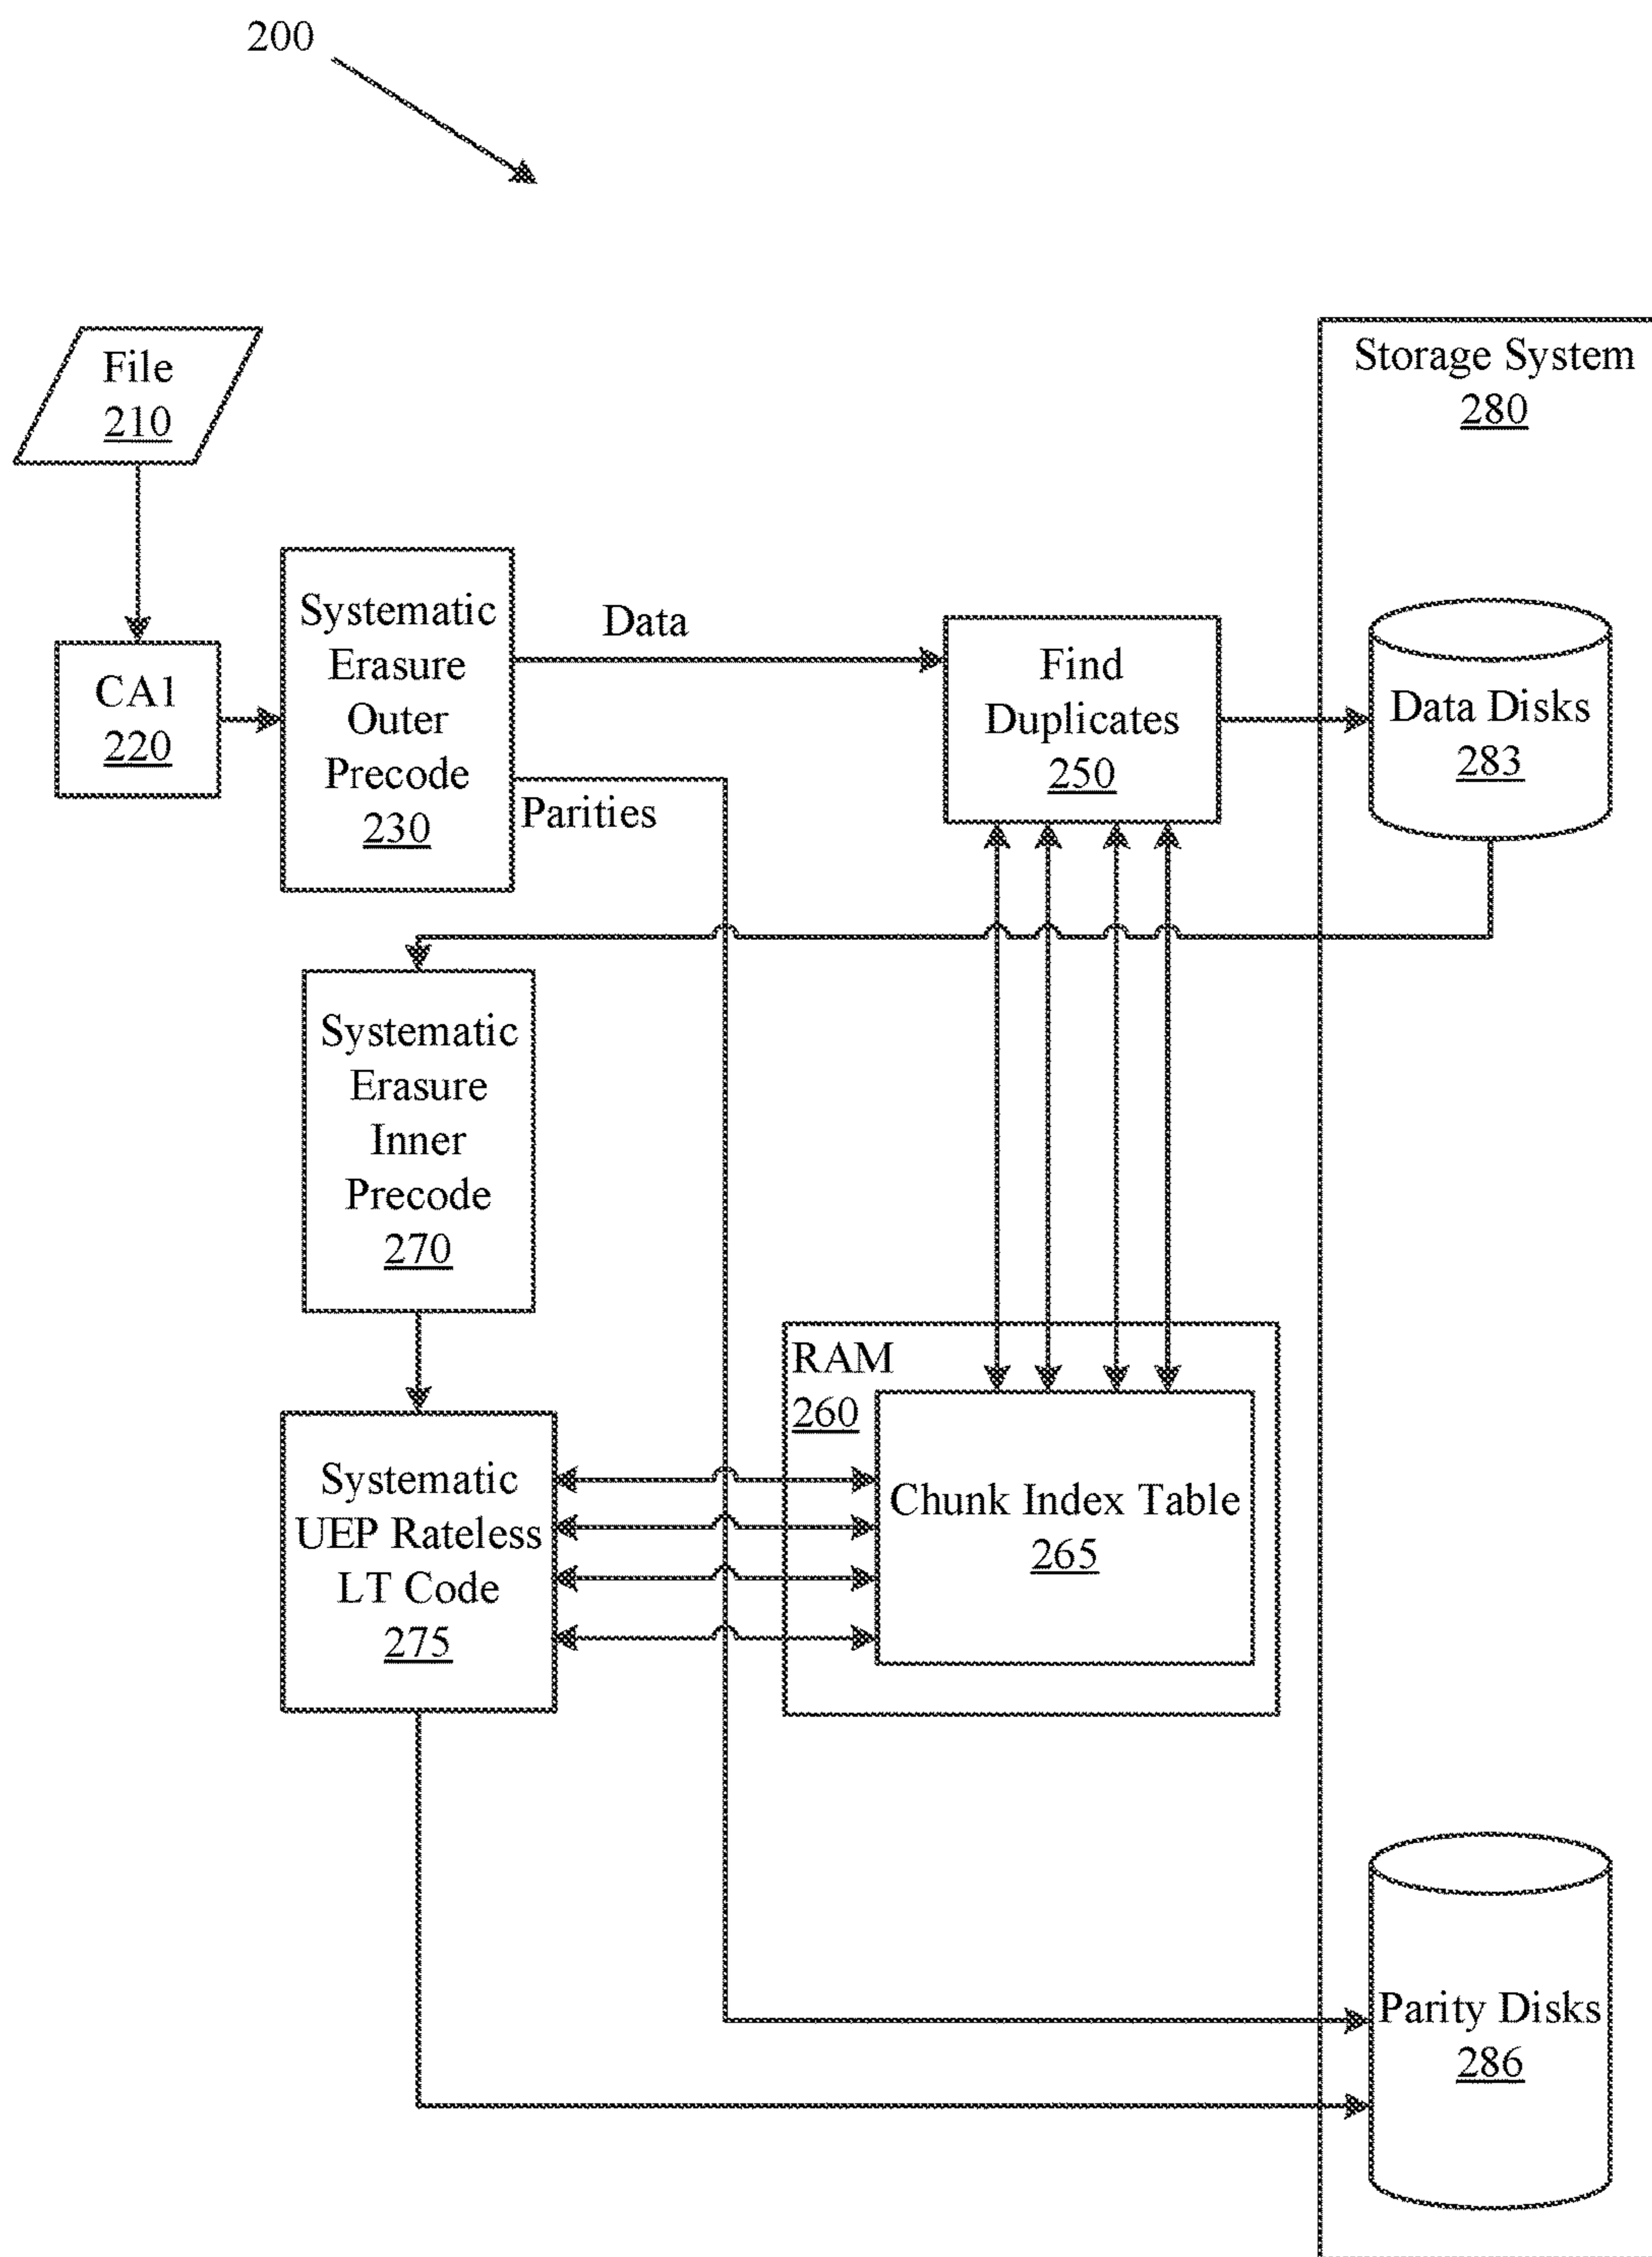 200
File
210
Storage System
280
CA1
220
Systematic
Erasure
Outer
Precode
230
Data
Parities
Find
Duplicates
250
Data Disks
283
Systematic
Erasure
Inner
Precode
270
RAM
260
Chunk Index Table
265
Systematic
UEP Rateless
LT Code
275
Parity Disks
286